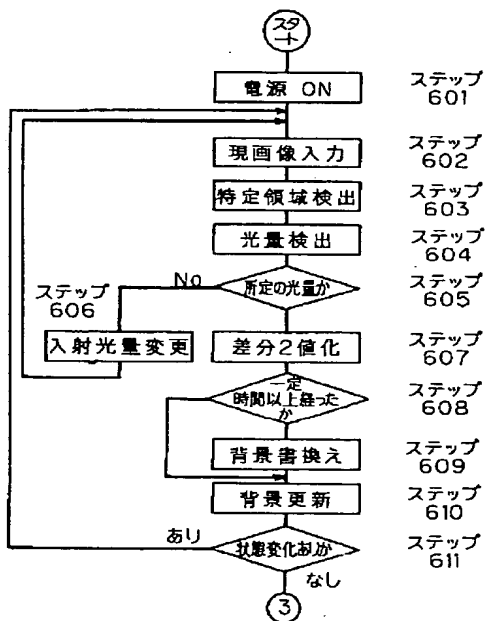 スタ
ート
電源 ON
ステップ
601
現画像入力
ステップ
602
特定領域検出
ステップ
603
光量検出
ステップ
604
所定の光量か
ステップ
605
No
ステップ
606
入射光量変更
差分2値化
ステップ
607
一定
時間以上経った
か
ステップ
608
背景書換え
ステップ
609
背景更新
ステップ
610
状態変化ありか
ステップ
611
あり
なし
3